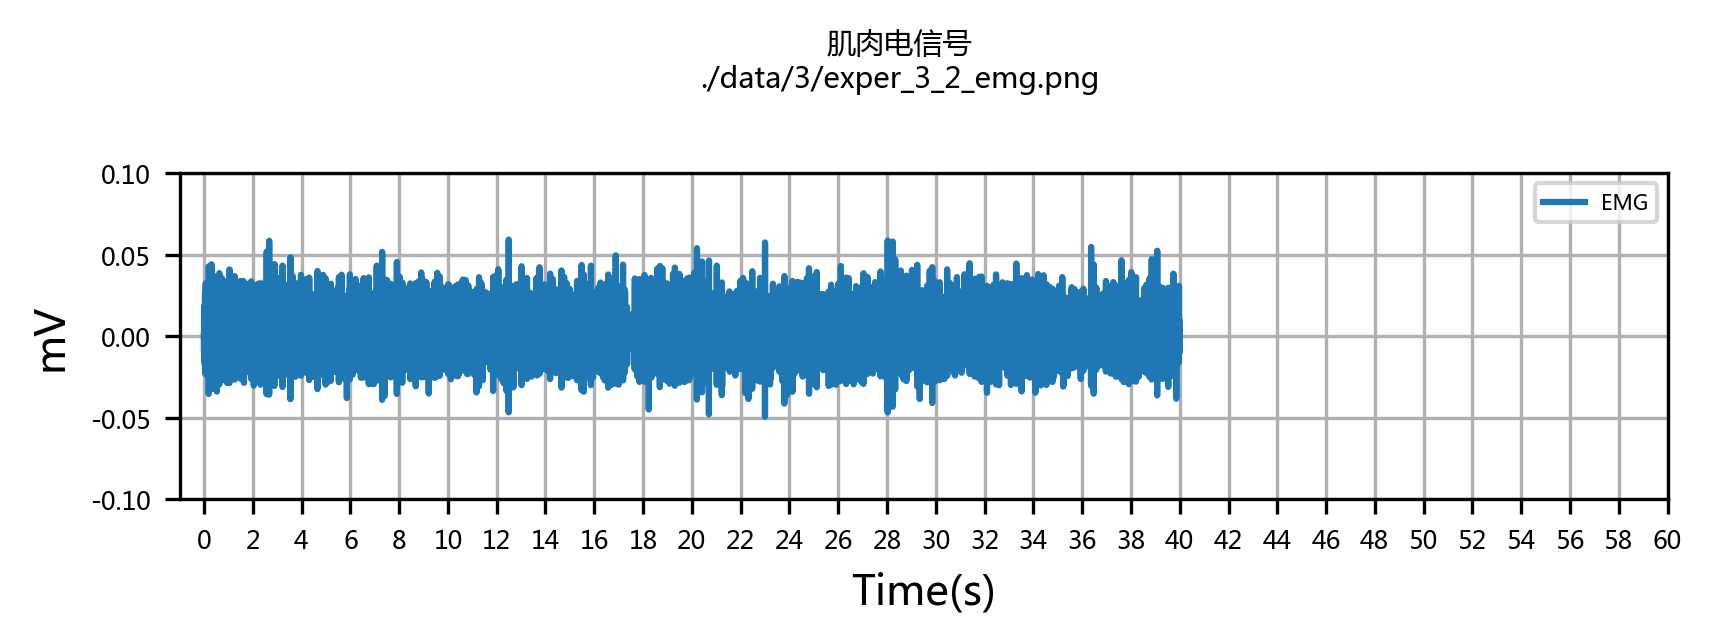 肌肉电信号
./data/3/exper_3_2_emg.png
0.10
0.05
0.00
-0.05
-0.10
mV
EMG
0 2 4 6 8 10 12 14 16 18 20 22 24 26 28 30 32 34 36 38 40 42 44 46 48 50 52 54 56 58 60
Time(s)